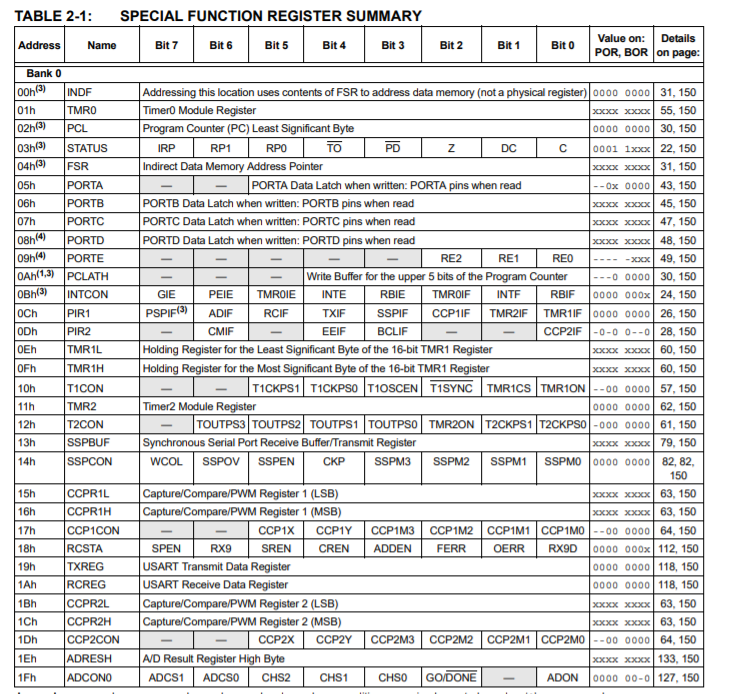 TABLE 2-1: SPECIAL FUNCTION REGISTER SUMMARY
Address Name Bit 7 Bit 6 Bit 5 Bit 4 Bit 3 Bit 2 Bit 1 Bit 0 Value on: POR, BOR Details on page:
Bank 0
00h(3) INDF Addressing this location uses contents of FSR to address data memory (not a physical register) 0000 0000 31, 150
01h TMR0 Timer0 Module Register xxxx xxxx 55, 150
02h(3) PCL Program Counter (PC) Least Significant Byte 0000 0000 30, 150
03h(3) STATUS IRP RP1 RP0 TO PD Z DC C 0001 1xxx 22, 150
04h(3) FSR Indirect Data Memory Address Pointer xxxx xxxx 31, 150
05h PORTA — — PORTA Data Latch when written: PORTA pins when read --0x 0000 43, 150
06h PORTB PORTB Data Latch when written: PORTB pins when read xxxx xxxx 45, 150
07h PORTC PORTC Data Latch when written: PORTC pins when read xxxx xxxx 47, 150
08h(4) PORTD PORTD Data Latch when written: PORTD pins when read xxxx xxxx 48, 150
09h(4) PORTE — — — — — RE2 RE1 RE0 ---- -xxx 49, 150
0Ah(1,3) PCLATH — — — Write Buffer for the upper 5 bits of the Program Counter ---0 0000 30, 150
0Bh(3) INTCON GIE PEIE TMR0IE INTE RBIE TMR0IF INTF RBIF 0000 000x 24, 150
0Ch PIR1 PSPIF(3) ADIF RCIF TXIF SSPIF CCP1IF TMR2IF TMR1IF 0000 0000 26, 150
0Dh PIR2 — CMIF — EEIF BCLIF — — CCP2IF -0-0 0--0 28, 150
0Eh TMR1L Holding Register for the Least Significant Byte of the 16-bit TMR1 Register xxxx xxxx 60, 150
0Fh TMR1H Holding Register for the Most Significant Byte of the 16-bit TMR1 Register xxxx xxxx 60, 150
10h T1CON — — T1CKPS1 T1CKPS0 T1OSCEN T1SYNC TMR1CS TMR1ON --00 0000 57, 150
11h TMR2 Timer2 Module Register 0000 0000 62, 150
12h T2CON — TOUTPS3 TOUTPS2 TOUTPS1 TOUTPS0 TMR2ON T2CKPS1 T2CKPS0 -000 0000 61, 150
13h SSPBUF Synchronous Serial Port Receive Buffer/Transmit Register xxxx xxxx 79, 150
14h SSPCON WCOL SSPOV SSPEN CKP SSPM3 SSPM2 SSPM1 SSPM0 0000 0000 82, 82, 150
15h CCPR1L Capture/Compare/PWM Register 1 (LSB) xxxx xxxx 63, 150
16h CCPR1H Capture/Compare/PWM Register 1 (MSB) xxxx xxxx 63, 150
17h CCP1CON — — CCP1X CCP1Y CCP1M3 CCP1M2 CCP1M1 CCP1M0 --00 0000 64, 150
18h RCSTA SPEN RX9 SREN CREN ADDEN FERR OERR RX9D 0000 000x 112, 150
19h TXREG USART Transmit Data Register 0000 0000 118, 150
1Ah RCREG USART Receive Data Register 0000 0000 118, 150
1Bh CCPR2L Capture/Compare/PWM Register 2 (LSB) xxxx xxxx 63, 150
1Ch CCPR2H Capture/Compare/PWM Register 2 (MSB) xxxx xxxx 63, 150
1Dh CCP2CON — — CCP2X CCP2Y CCP2M3 CCP2M2 CCP2M1 CCP2M0 --00 0000 64, 150
1Eh ADRESH A/D Result Register High Byte xxxx xxxx 133, 150
1Fh ADCON0 ADCS1 ADCS0 CHS2 CHS1 CHS0 GO/DONE — ADON 0000 00-0 127, 150